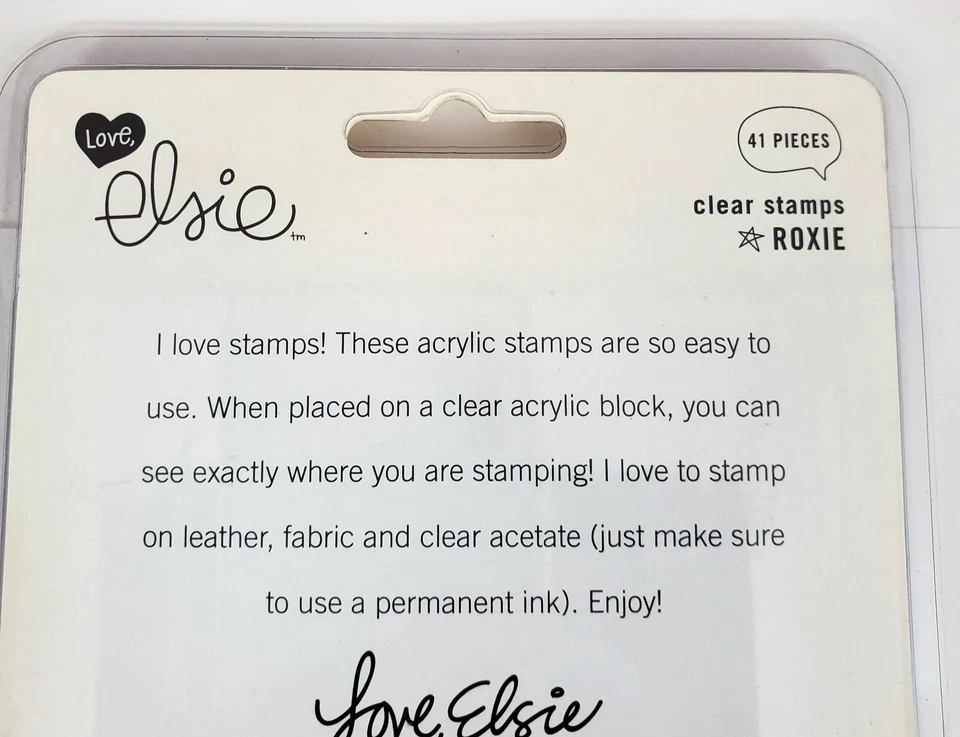 Love,
elsie tm
41 PIECES
clear stamps
ROXIE
I love stamps! These acrylic stamps are so easy to
use. When placed on a clear acrylic block, you can
see exactly where you are stamping! I love to stamp
on leather, fabric and clear acetate (just make sure
to use a permanent ink). Enjoy!
Love, Elsie